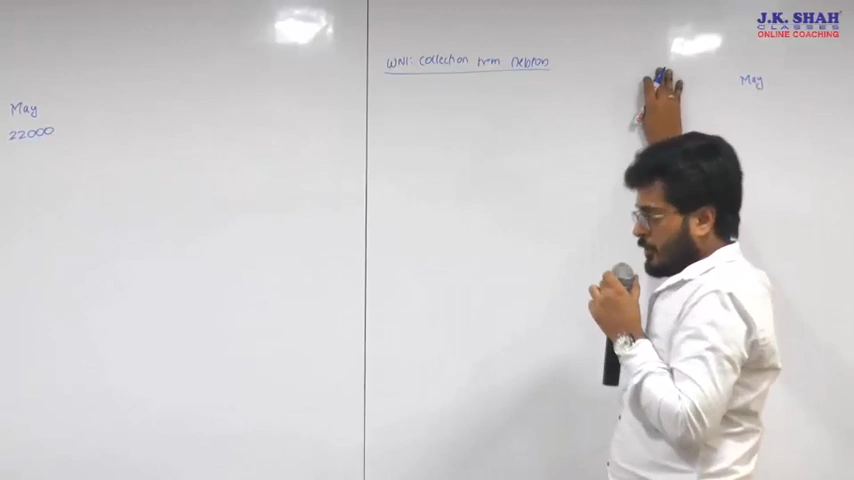 J.K. SHAH
CLASSES
ONLINE COACHING
WN1: Collection from Debtors
May
May
22000